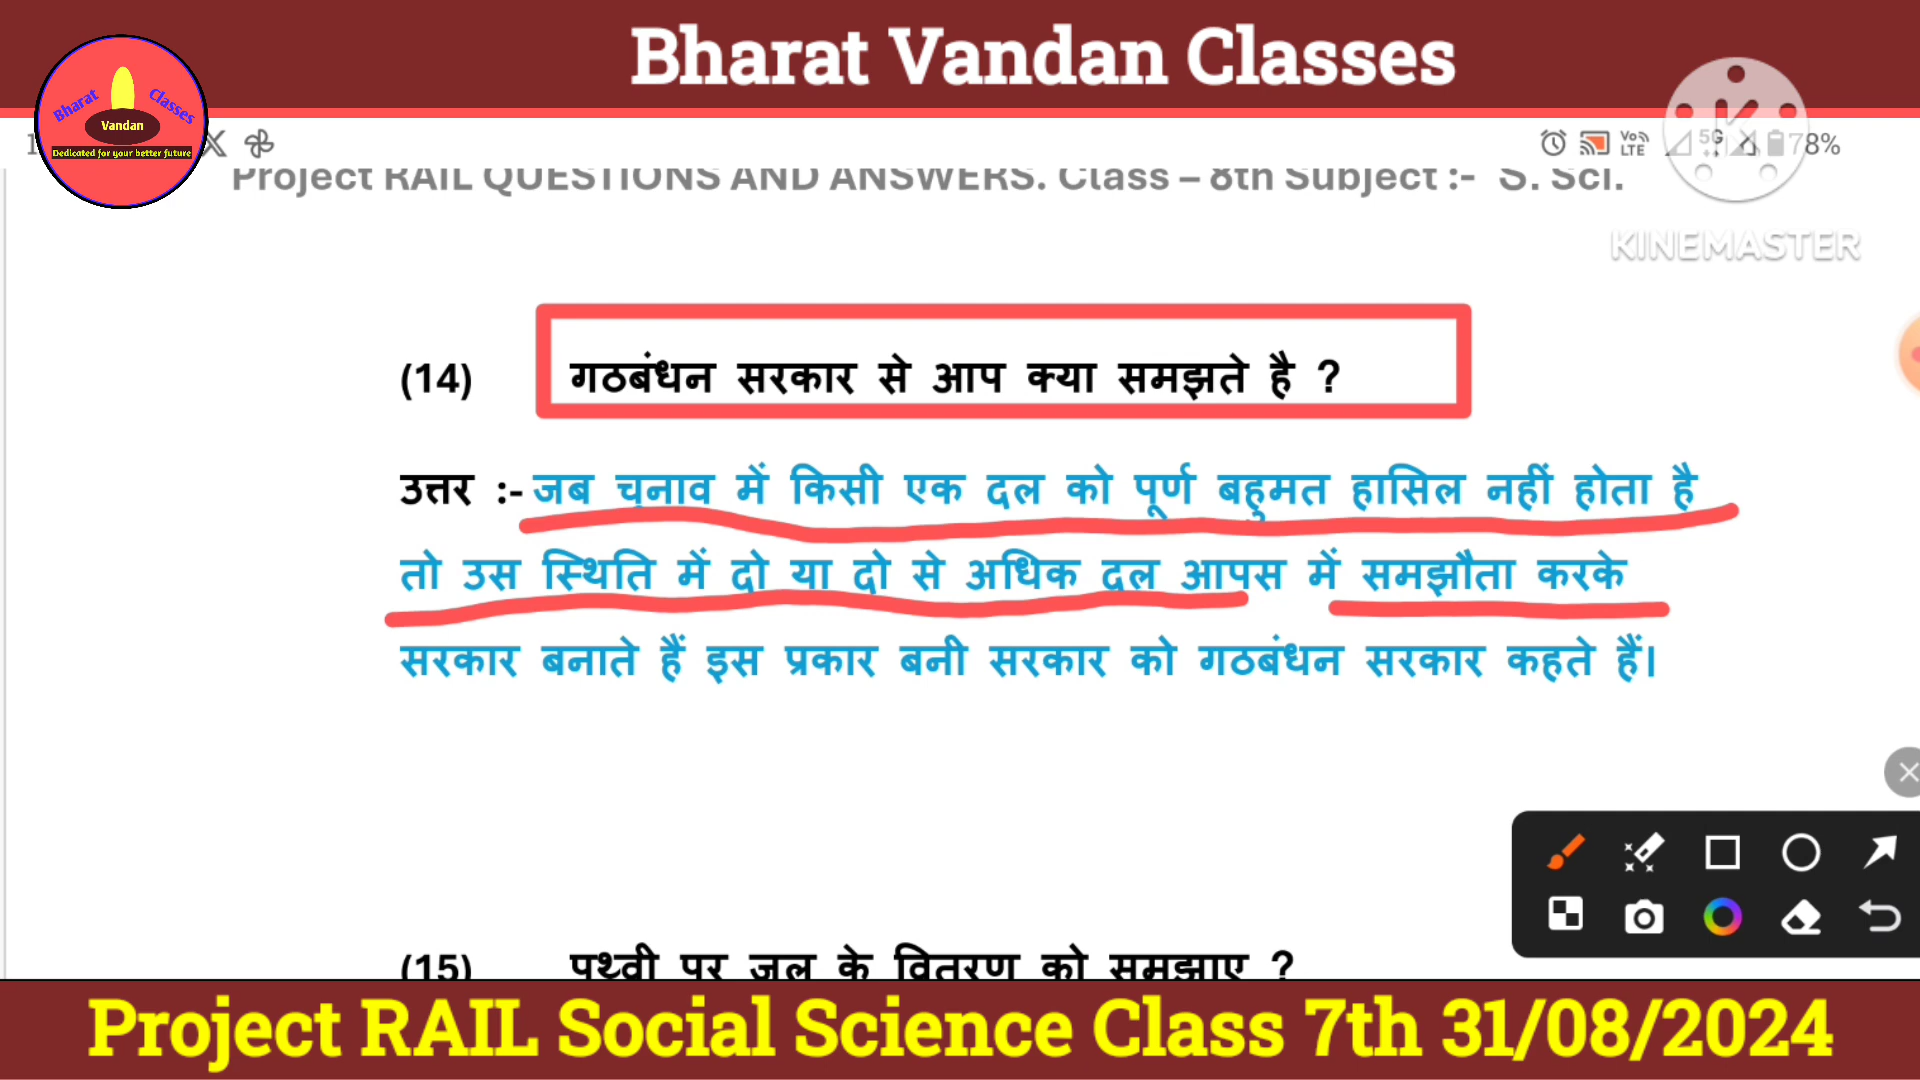 Bharat Vandan Classes
Bharat Classes
Vandan
Dedicated for your better future
Vo)) LTE 5G 78%
Project RAIL QUESTIONS AND ANSWERS. Class – 8th Subject :- S. Sci.
KINEMASTER
(14) गठबंधन सरकार से आप क्या समझते है ?
उत्तर :- जब चुनाव में किसी एक दल को पूर्ण बहुमत हासिल नहीं होता है
तो उस स्थिति में दो या दो से अधिक दल आपस में समझौता करके
सरकार बनाते हैं इस प्रकार बनी सरकार को गठबंधन सरकार कहते हैं।
(15) पृथ्वी पर जल के वितरण को समझाए ?
Project RAIL Social Science Class 7th 31/08/2024